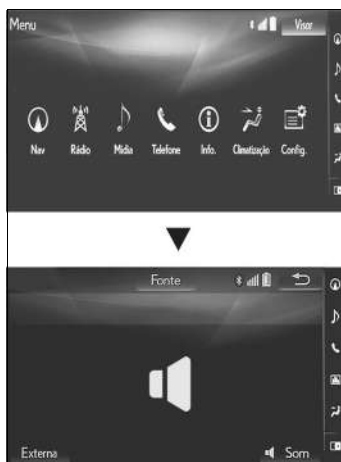 Menu Visor
Nav Rádio Mídia Telefone Info. Climatização Config.
Fonte
Externa Som